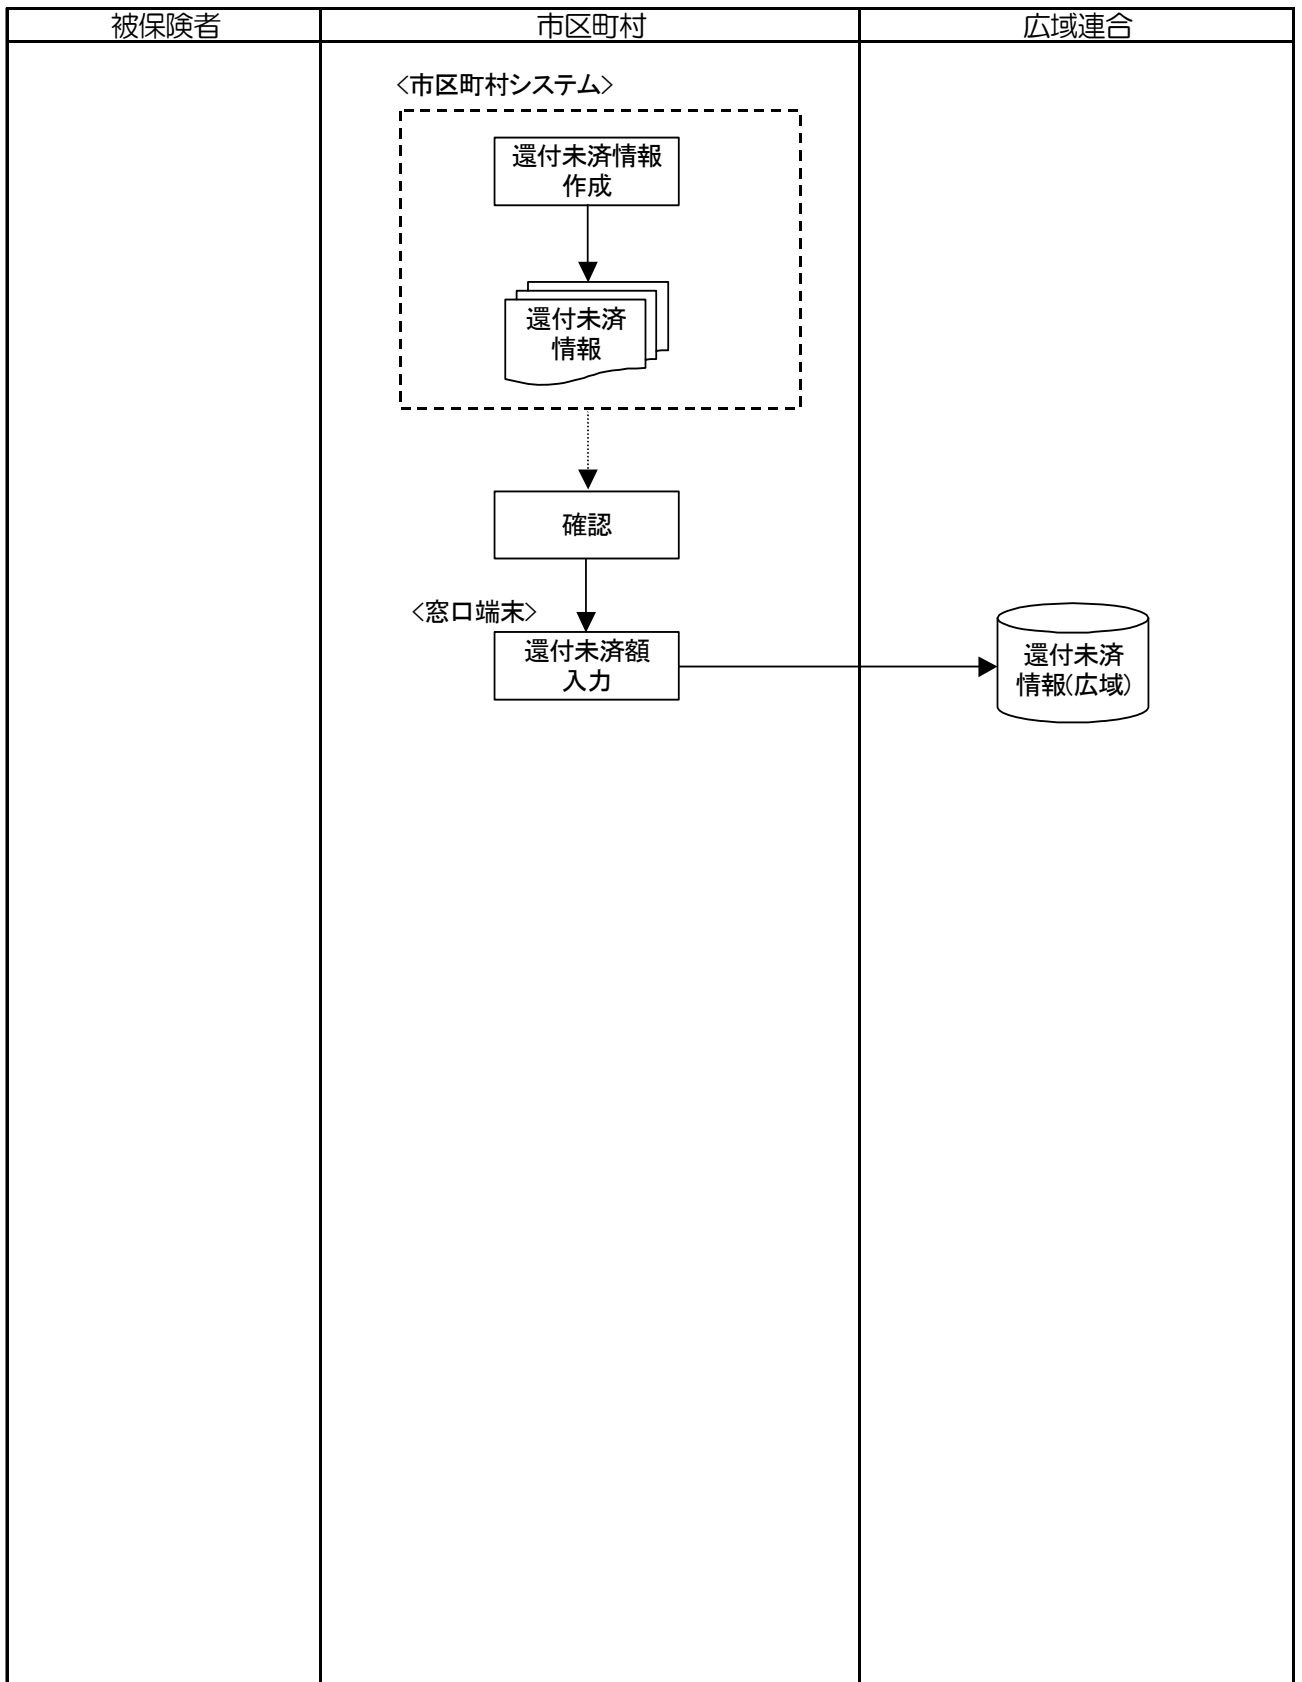 被保険者
市区町村
広域連合
<市区町村システム>
還付未済情報
作成
還付未済
情報
確認
<窓口端末>
還付未済額
入力
還付未済
情報(広域)